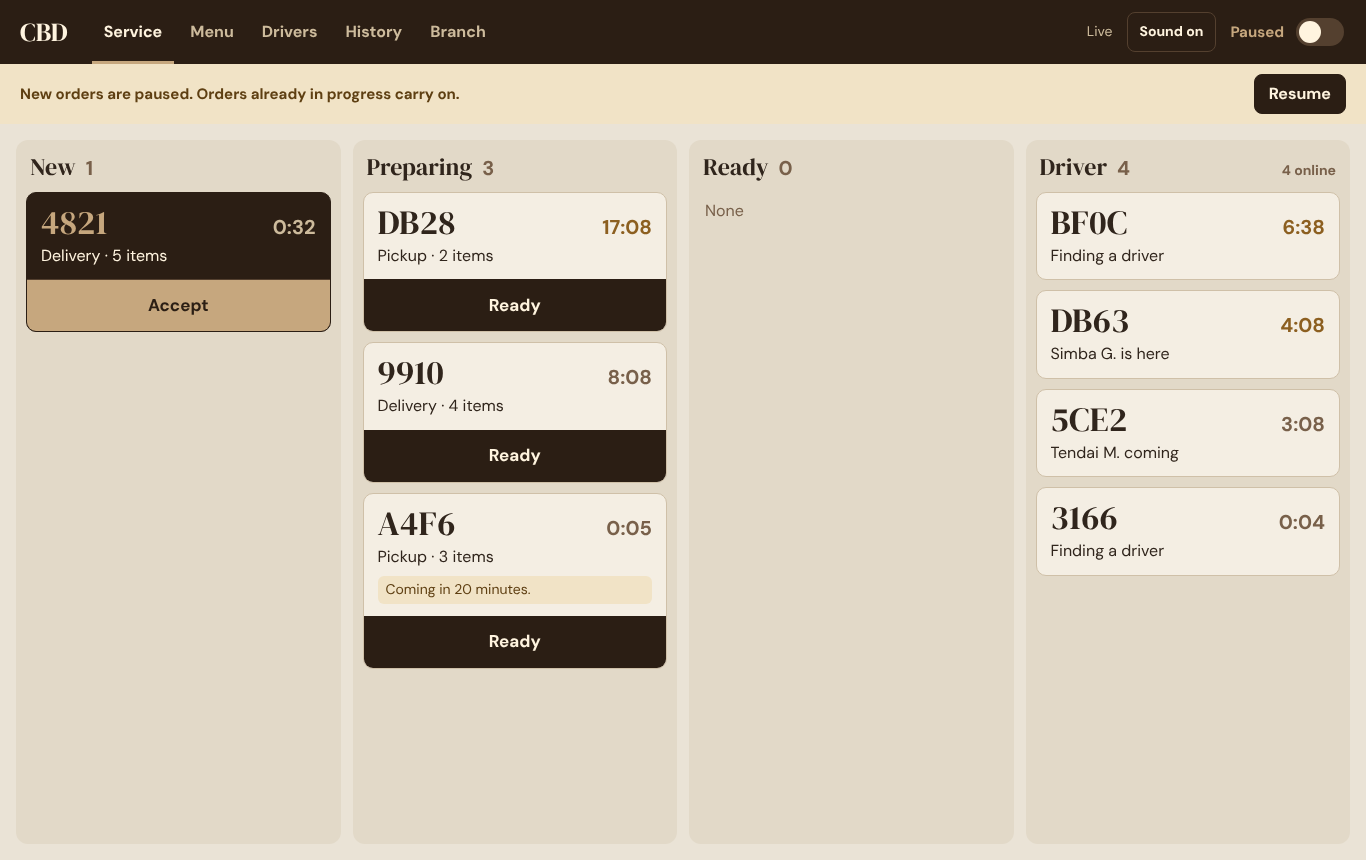 CBD Service Menu Drivers History Branch Live Sound on Paused
New orders are paused. Orders already in progress carry on. Resume
New 1
4821 0:32
Delivery · 5 items
Accept
Preparing 3
DB28 17:08
Pickup · 2 items
Ready
9910 8:08
Delivery · 4 items
Ready
A4F6 0:05
Pickup · 3 items
Coming in 20 minutes.
Ready
Ready 0
None
Driver 4 4 online
BF0C 6:38
Finding a driver
DB63 4:08
Simba G. is here
5CE2 3:08
Tendai M. coming
3166 0:04
Finding a driver